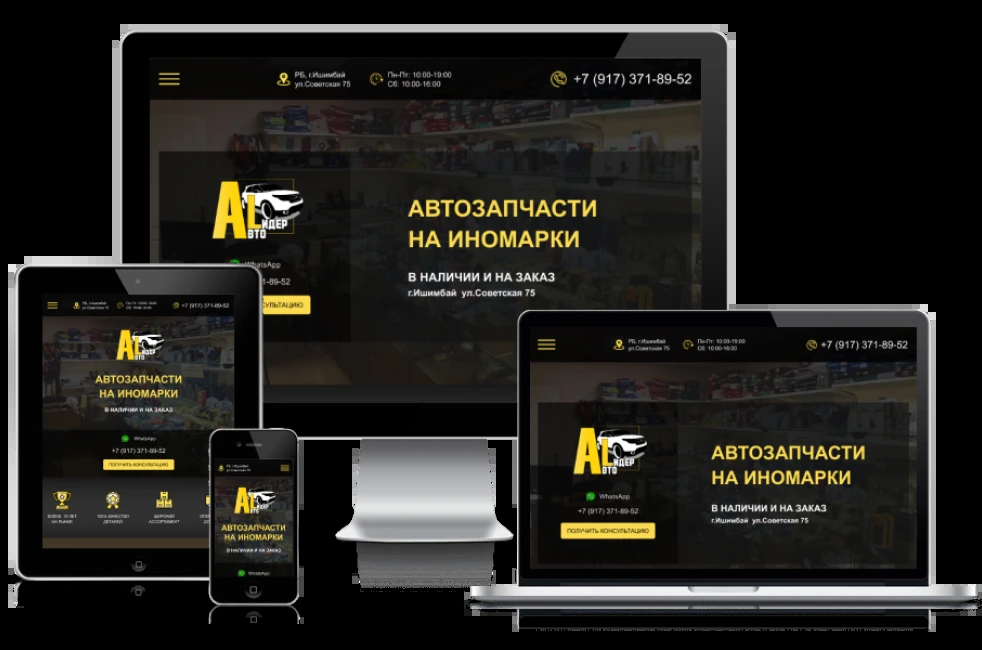 РБ, г.Ишимбай
ул.Советская 75
Пн-Пт: 10:00-19:00
Сб: 10:00-16:00
+7 (917) 371-89-52
АL
ИДЕР
ВТО
АВТОЗАПЧАСТИ
НА ИНОМАРКИ
WhatsApp
1-89-52
СУЛЬТАЦИЮ
В НАЛИЧИИ И НА ЗАКАЗ
г.Ишимбай ул.Советская 75
РБ, г.Ишимбай
ул.Советская 75
Пн-Пт: 10:00-19:00
Сб: 10:00-16:00
+7 (917) 371-89-52
АL
ИДЕР
ВТО
АВТОЗАПЧАСТИ
НА ИНОМАРКИ
В НАЛИЧИИ И НА ЗАКАЗ
WhatsApp
+7 (917) 371-89-52
ПОЛУЧИТЬ КОНСУЛЬТАЦИЮ
БОЛЕЕ 10 ЛЕТ
НА РЫНКЕ
100% КАЧЕСТВО
ДЕТАЛЕЙ
ШИРОКИЙ
АССОРТИМЕНТ
РБ, г.Ишимбай
ул.Советская 75
АL
ИДЕР
ВТО
АВТОЗАПЧАСТИ
НА ИНОМАРКИ
В НАЛИЧИИ И НА ЗАКАЗ
WhatsApp
РБ, г.Ишимбай
ул.Советская 75
Пн-Пт: 10:00-19:00
Сб: 10:00-16:00
+7 (917) 371-89-52
АL
ИДЕР
ВТО
WhatsApp
+7 (917) 371-89-52
ПОЛУЧИТЬ КОНСУЛЬТАЦИЮ
АВТОЗАПЧАСТИ
НА ИНОМАРКИ
В НАЛИЧИИ И НА ЗАКАЗ
г.Ишимбай ул.Советская 75